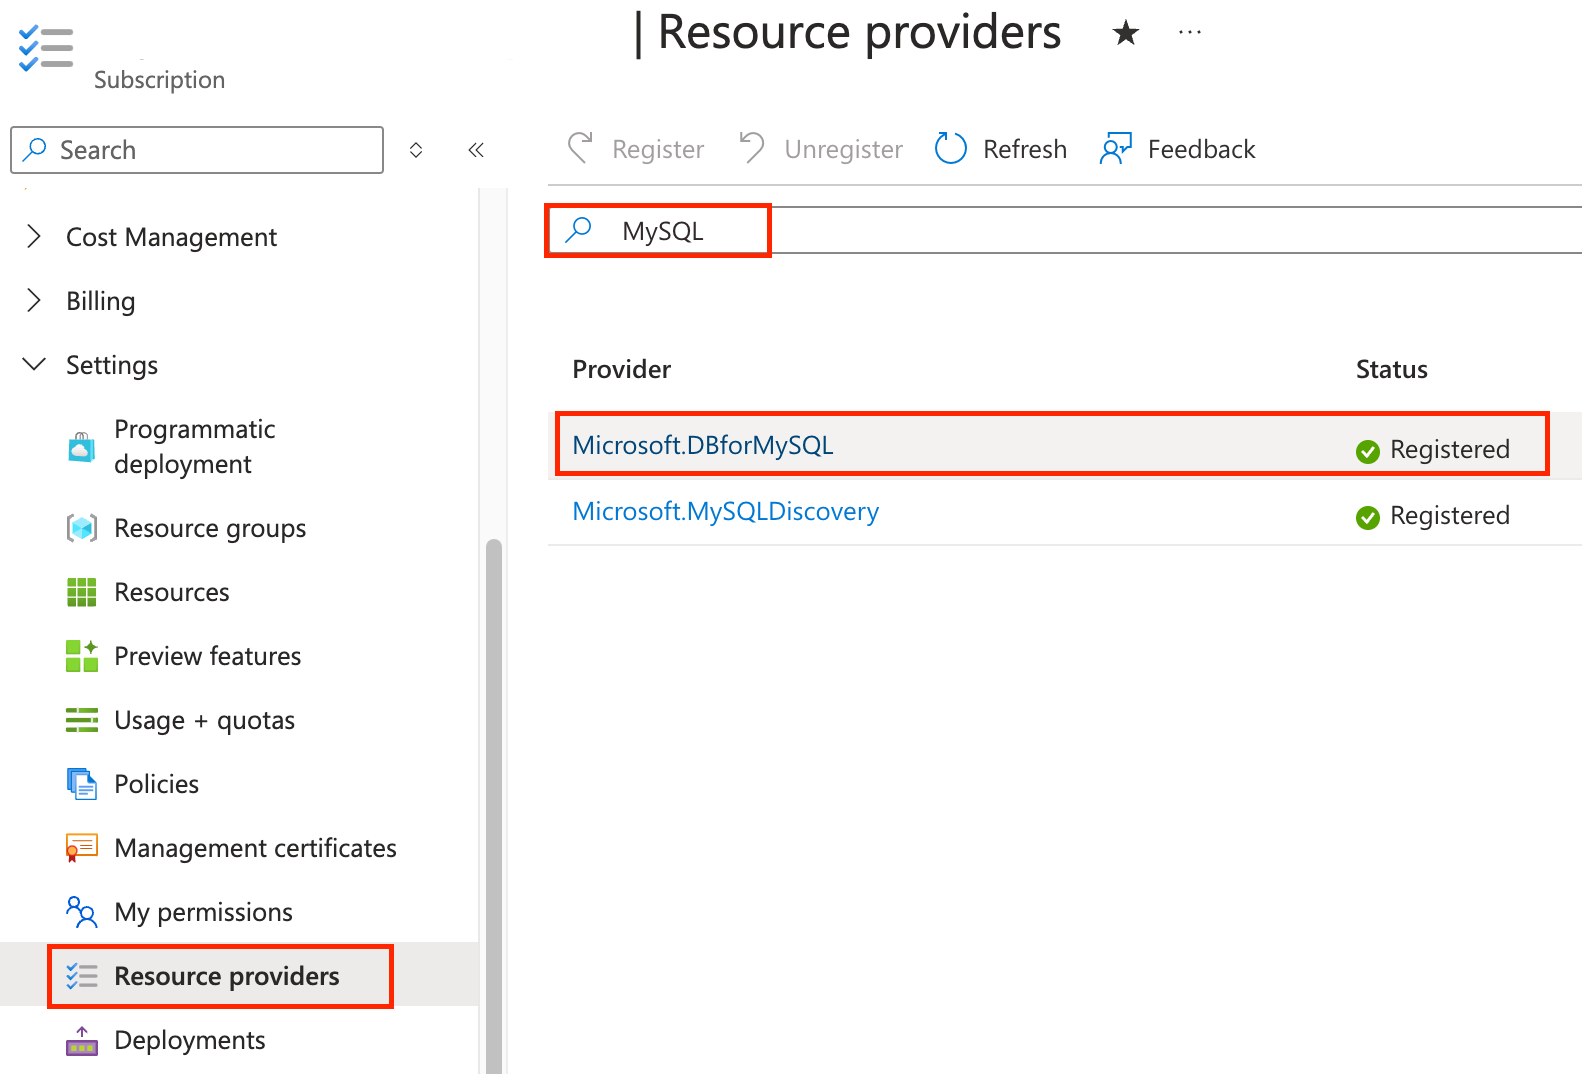 | Resource providers
...
Subscription
Search
Register
Unregister
Refresh
Feedback
MySQL
Cost Management
Billing
Settings
Programmatic
deployment
Resource groups
Resources
Preview features
Usage + quotas
Policies
Management certificates
My permissions
Resource providers
Deployments
Provider
Status
Microsoft.DBforMySQL
Registered
Microsoft.MySQLDiscovery
Registered